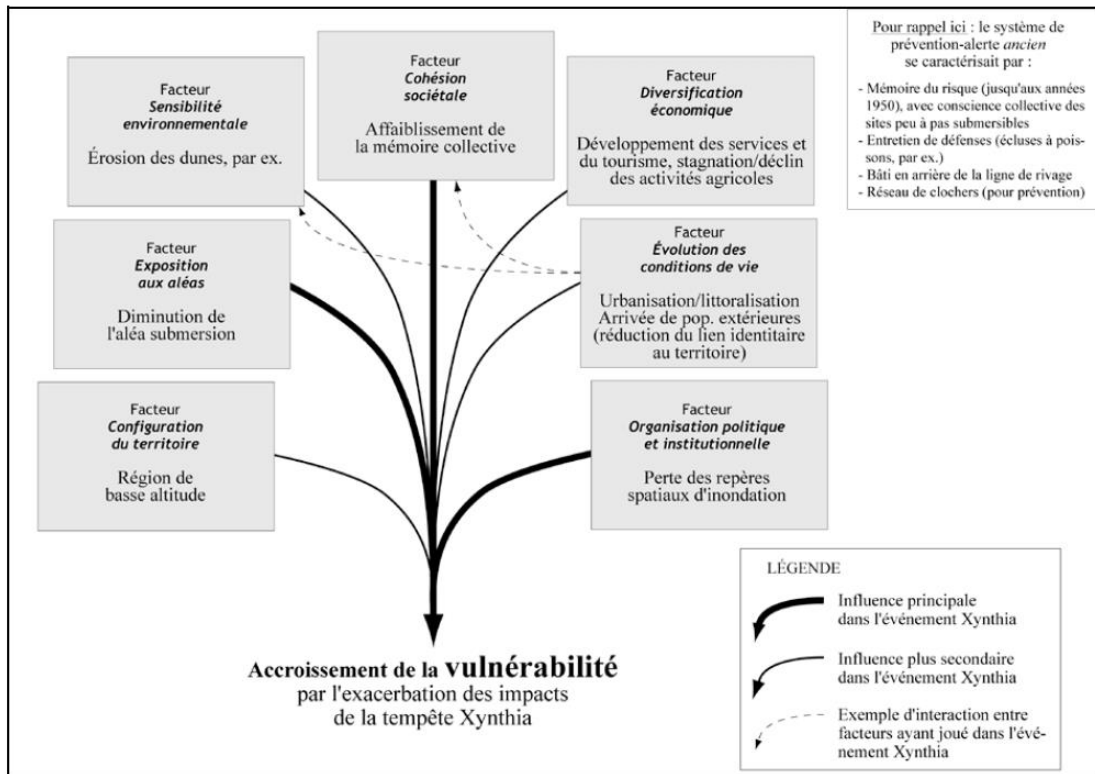 Facteur
Sensibilité
environnementale
Érosion des dunes, par ex.
Facteur
Cohésion
sociétale
Affaiblissement de
la mémoire collective
Facteur
Diversification
économique
Développement des services et
du tourisme, stagnation/déclin
des activités agricoles
Pour rappel ici : le système de
prévention-alerte ancien
se caractérisait par :
- Mémoire du risque (jusqu'aux années
1950), avec conscience collective des
sites peu à pas submersibles
- Entretien de défenses (écluses à pois-
sons, par ex.)
- Bâti en arrière de la ligne de rivage
- Réseau de clochers (pour prévention)
Facteur
Exposition
aux aléas
Diminution de
l'aléa submersion
Facteur
Évolution des
conditions de vie
Urbanisation/littoralisation
Arrivée de pop. extérieures
(réduction du lien identitaire
au territoire)
Facteur
Configuration
du territoire
Région de
basse altitude
Facteur
Organisation politique
et institutionnelle
Perte des repères
spatiaux d'inondation
Accroissement de la vulnérabilité
par l'exacerbation des impacts
de la tempête Xynthia
LÉGENDE
Influence principale
dans l'événement Xynthia
Influence plus secondaire
dans l'événement Xynthia
Exemple d'interaction entre
facteurs ayant joué dans l'évé-
nement Xynthia